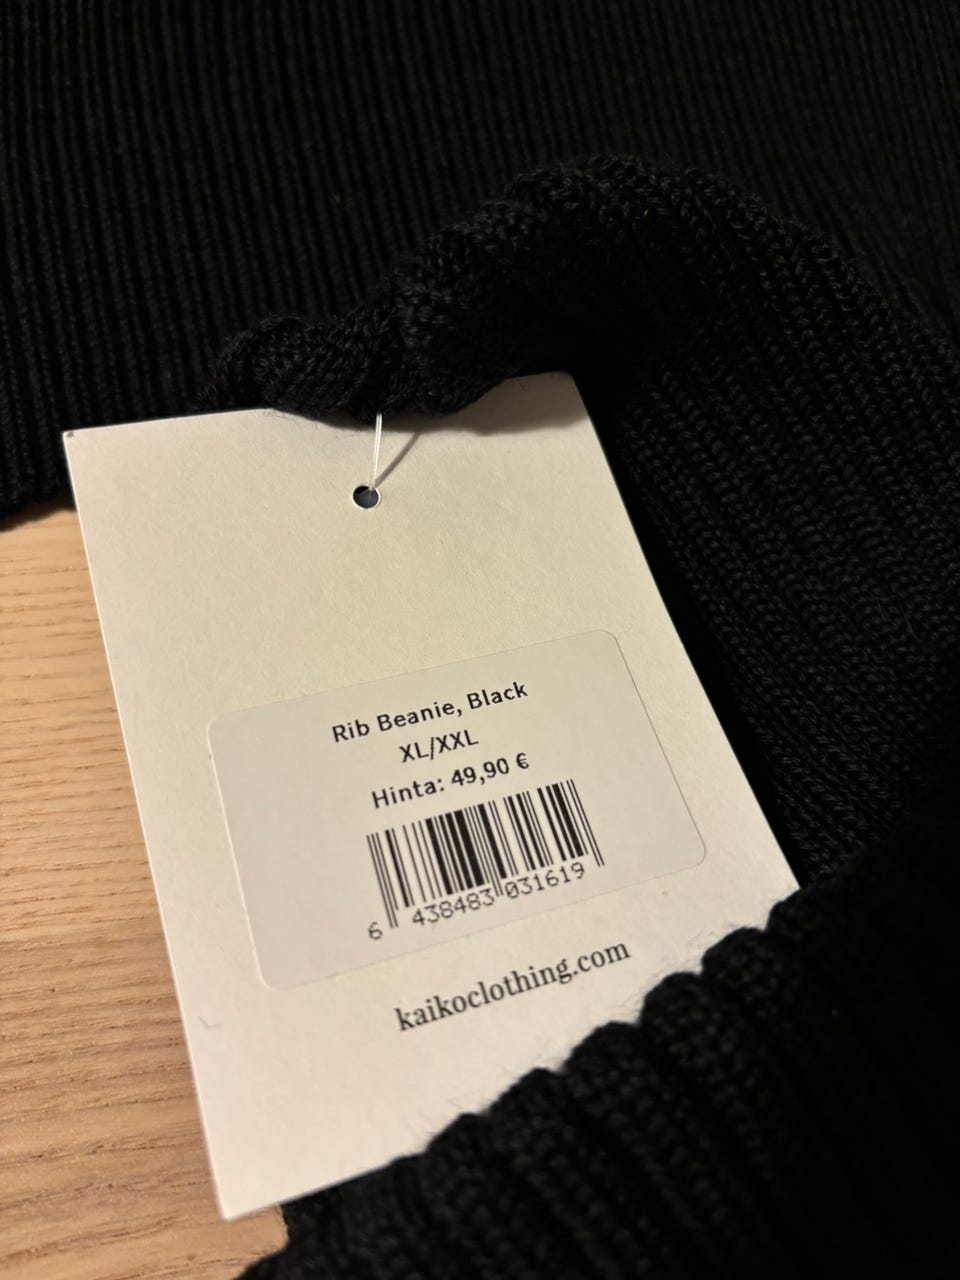 Rib Beanie, Black
XL/XXL
Hinta: 49,90 €
6 438483 031619
kaikoclothing.com